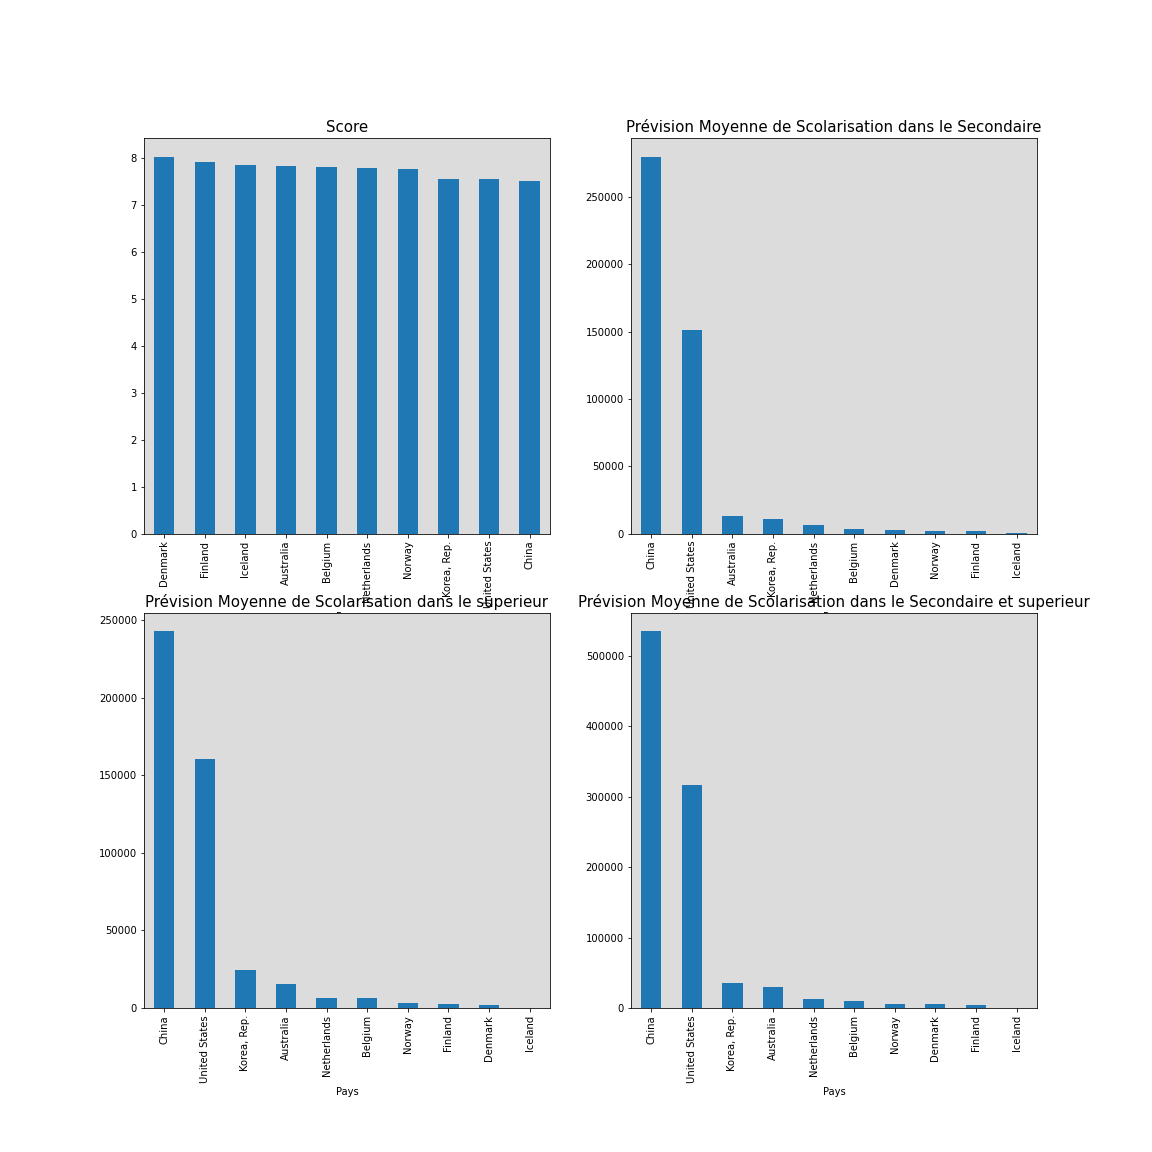 Score
8
7
6
5
4
3
2
1
0
Denmark
Finland
Iceland
Australia
Belgium
Netherlands
Norway
Korea, Rep.
United States
China
Prévision Moyenne de Scolarisation dans le Secondaire
250000
200000
150000
100000
50000
0
China
United States
Australia
Korea, Rep.
Netherlands
Belgium
Denmark
Norway
Finland
Iceland
Prévision Moyenne de Scolarisation dans le superieur
250000
200000
150000
100000
50000
0
China
United States
Korea, Rep.
Australia
Netherlands
Belgium
Norway
Finland
Denmark
Iceland
Pays
Prévision Moyenne de Scolarisation dans le Secondaire et superieur
500000
400000
300000
200000
100000
0
China
United States
Korea, Rep.
Australia
Netherlands
Belgium
Norway
Denmark
Finland
Iceland
Pays